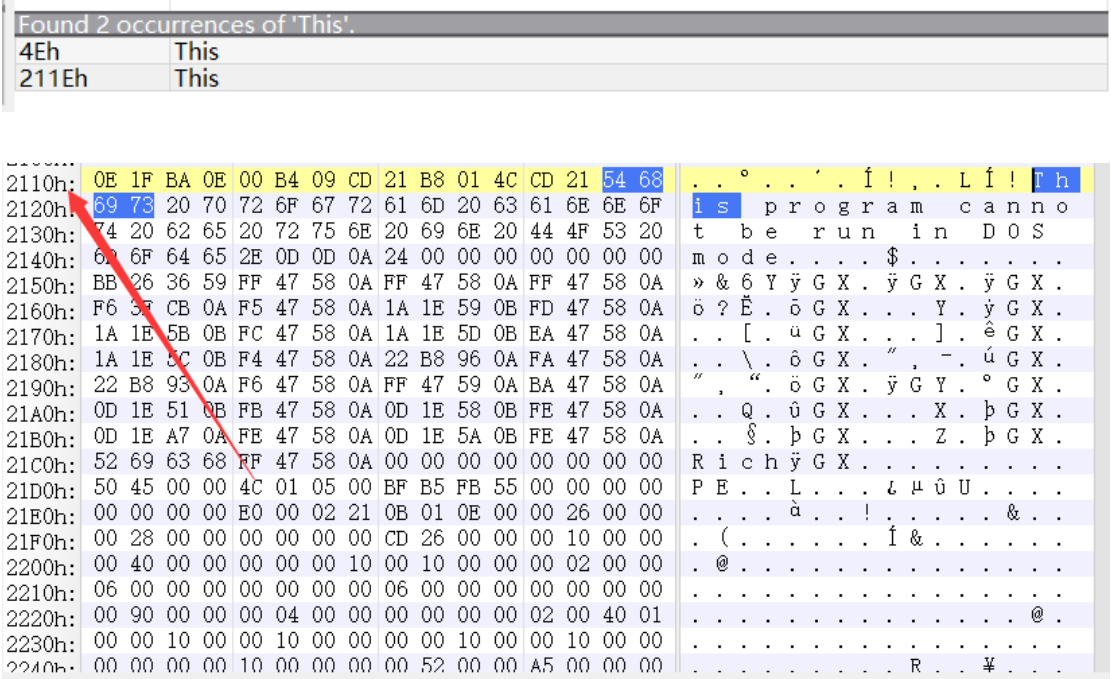 Found 2 occurrences of 'This'.
4Eh This
211Eh This
2110h: 0E 1F BA 0E 00 B4 09 CD 21 B8 01 4C CD 21 54 68 . . º . . ´ . Í ! ¸ . L Í ! T h
2120h: 69 73 20 70 72 6F 67 72 61 6D 20 63 61 6E 6E 6F i s p r o g r a m c a n n o
2130h: 74 20 62 65 20 72 75 6E 20 69 6E 20 44 4F 53 20 t b e r u n i n D O S
2140h: 6D 6F 64 65 2E 0D 0D 0A 24 00 00 00 00 00 00 00 m o d e . . . . $ . . . . . . .
2150h: BB 26 36 59 FF 47 58 0A FF 47 58 0A FF 47 58 0A » & 6 Y ÿ G X . ÿ G X . ÿ G X .
2160h: F6 3F CB 0A F5 47 58 0A 1A 1E 59 0B FD 47 58 0A ö ? Ë . õ G X . . . Y . ý G X .
2170h: 1A 1E 5B 0B FC 47 58 0A 1A 1E 5D 0B EA 47 58 0A . . [ . ü G X . . . ] . ê G X .
2180h: 1A 1E 5C 0B F4 47 58 0A 22 B8 96 0A FA 47 58 0A . . \ . ô G X . " ¸ – . ú G X .
2190h: 22 B8 93 0A F6 47 58 0A FF 47 59 0A BA 47 58 0A " ¸ “ . ö G X . ÿ G Y . º G X .
21A0h: 0D 1E 51 0B FB 47 58 0A 0D 1E 58 0B FE 47 58 0A . . Q . û G X . . . X . þ G X .
21B0h: 0D 1E A7 0A FE 47 58 0A 0D 1E 5A 0B FE 47 58 0A . . § . þ G X . . . Z . þ G X .
21C0h: 52 69 63 68 FF 47 58 0A 00 00 00 00 00 00 00 00 R i c h ÿ G X . . . . . . . . .
21D0h: 50 45 00 00 4C 01 05 00 BF B5 FB 55 00 00 00 00 P E . . L . . . ¿ µ û U . . . .
21E0h: 00 00 00 00 E0 00 02 21 0B 01 0E 00 00 26 00 00 . . . . à . . ! . . . . . & . .
21F0h: 00 28 00 00 00 00 00 00 CD 26 00 00 00 10 00 00 . ( . . . . . . Í & . . . . . .
2200h: 00 40 00 00 00 00 00 10 00 10 00 00 00 02 00 00 . @ . . . . . . . . . . . . . .
2210h: 06 00 00 00 00 00 00 00 06 00 00 00 00 00 00 00 . . . . . . . . . . . . . . . .
2220h: 00 90 00 00 00 04 00 00 00 00 00 00 02 00 40 01 . . . . . . . . . . . . . . @ .
2230h: 00 00 10 00 00 10 00 00 00 00 10 00 00 10 00 00 . . . . . . . . . . . . . . . .
2240h: 00 00 00 00 10 00 00 00 00 52 00 00 A5 00 00 00 . . . . . . . . . R . . ¥ . . .